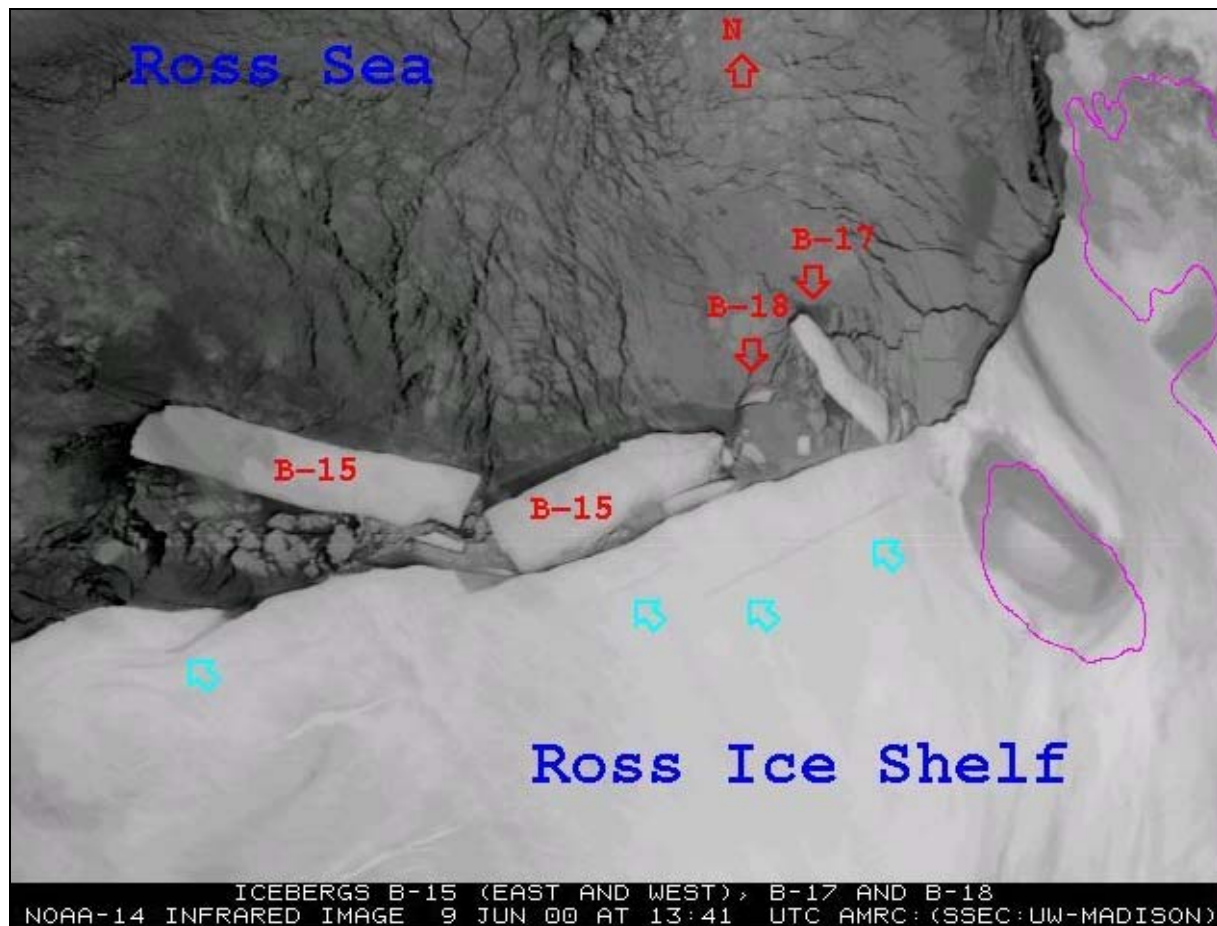 N
Ross Sea
B-17
B-18
B-15
B-15
Ross Ice Shelf
ICEBERGS B-15 (EAST AND WEST), B-17 AND B-18
NOAA-14 INFRARED IMAGE 9 JUN 00 AT 13:41 UTC AMRC:(SSEC:UW-MADISON)